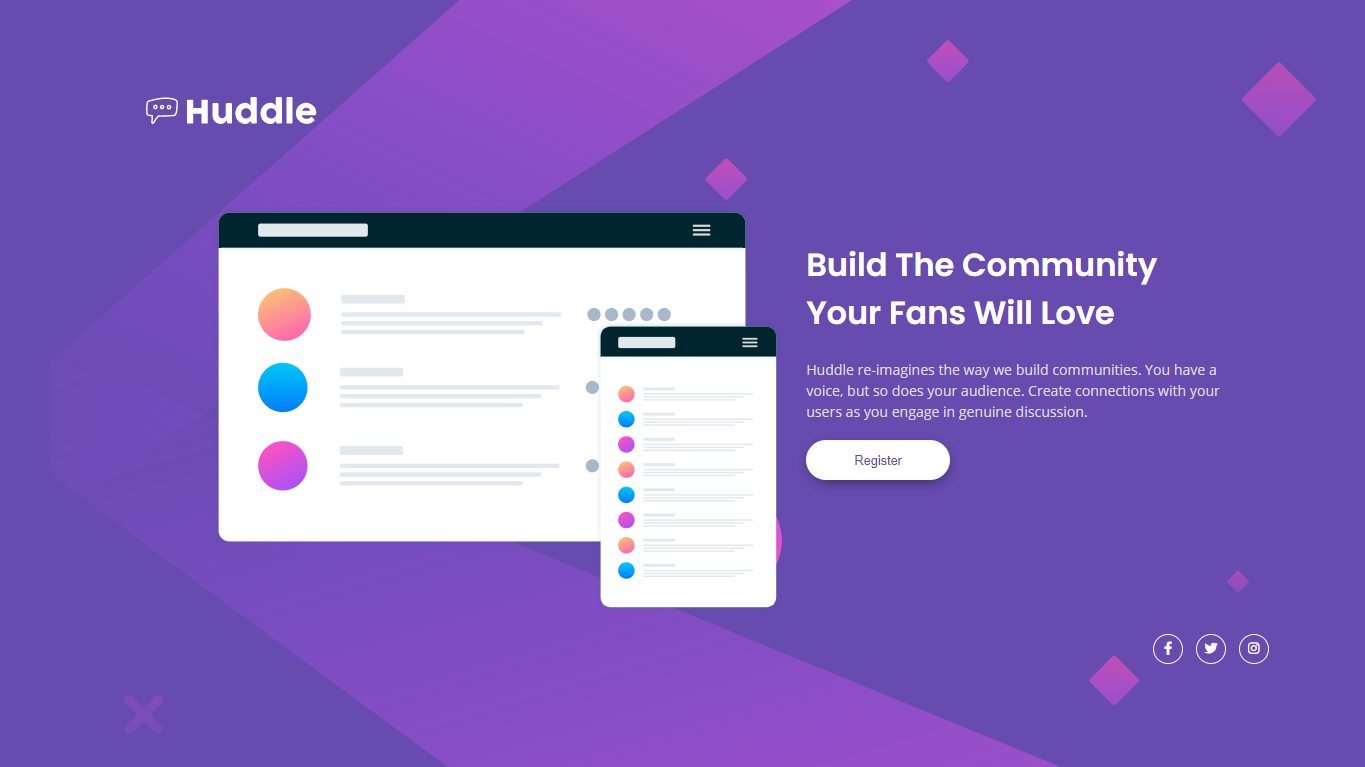 Huddle
Build The Community
Your Fans Will Love
Huddle re-imagines the way we build communities. You have a
voice, but so does your audience. Create connections with your
users as you engage in genuine discussion.
Register